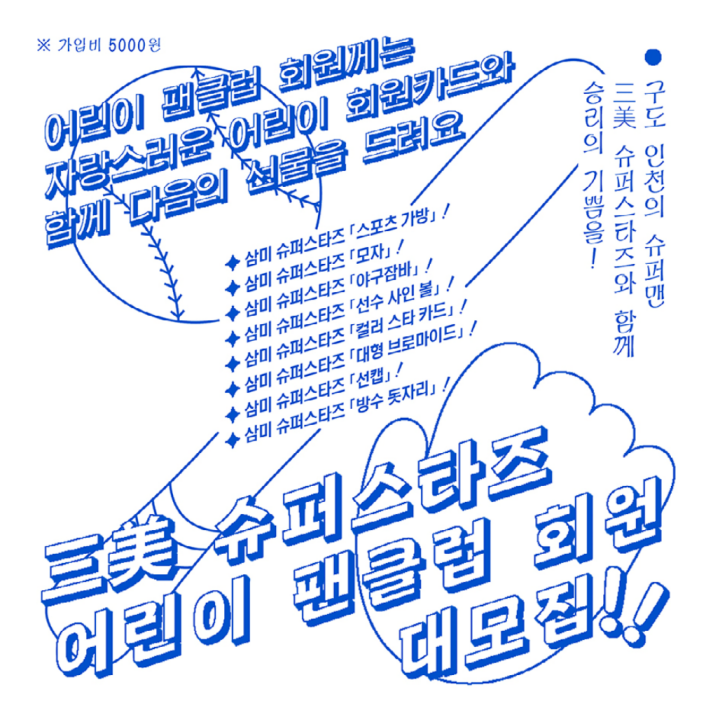 ※ 가입비 5000원
어린이 팬클럽 회원께는
자랑스러운 어린이 회원카드와
함께 다음의 선물을 드려요
● 구도 인천의 슈퍼맨
三美 슈퍼스타즈와 함께
승리의 기쁨을!
✦ 삼미 슈퍼스타즈 「스포츠 가방」!
✦ 삼미 슈퍼스타즈 「모자」!
✦ 삼미 슈퍼스타즈 「야구잠바」!
✦ 삼미 슈퍼스타즈 「선수 사인 볼」!
✦ 삼미 슈퍼스타즈 「컬러 스타 카드」!
✦ 삼미 슈퍼스타즈 「대형 브로마이드」!
✦ 삼미 슈퍼스타즈 「선캡」!
✦ 삼미 슈퍼스타즈 「방수 돗자리」!
三美 슈퍼스타즈
어린이 팬클럽 회원
대모집!!